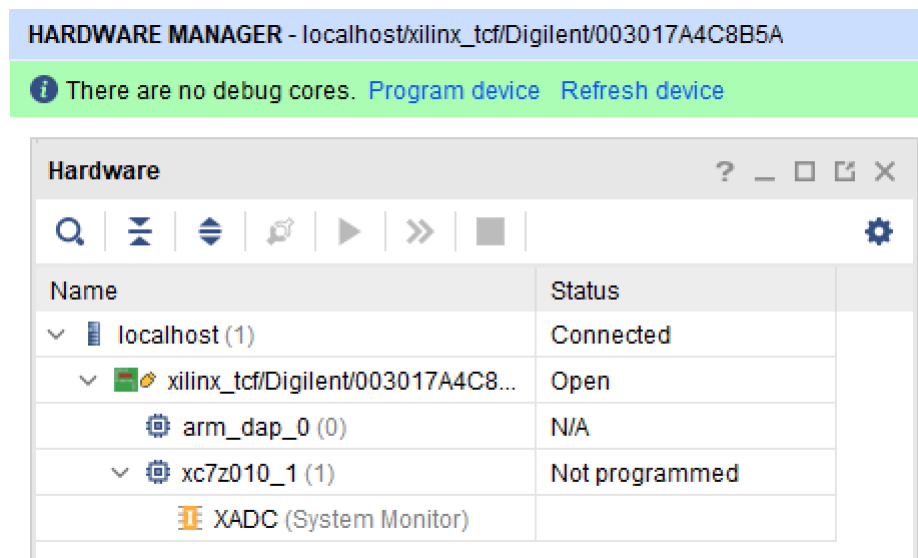 HARDWARE MANAGER - localhost/xilinx_tcf/Digilent/003017A4C8B5A
There are no debug cores. Program device Refresh device
Hardware
Name Status
localhost (1) Connected
xilinx_tcf/Digilent/003017A4C8... Open
arm_dap_0 (0) N/A
xc7z010_1 (1) Not programmed
XADC (System Monitor)